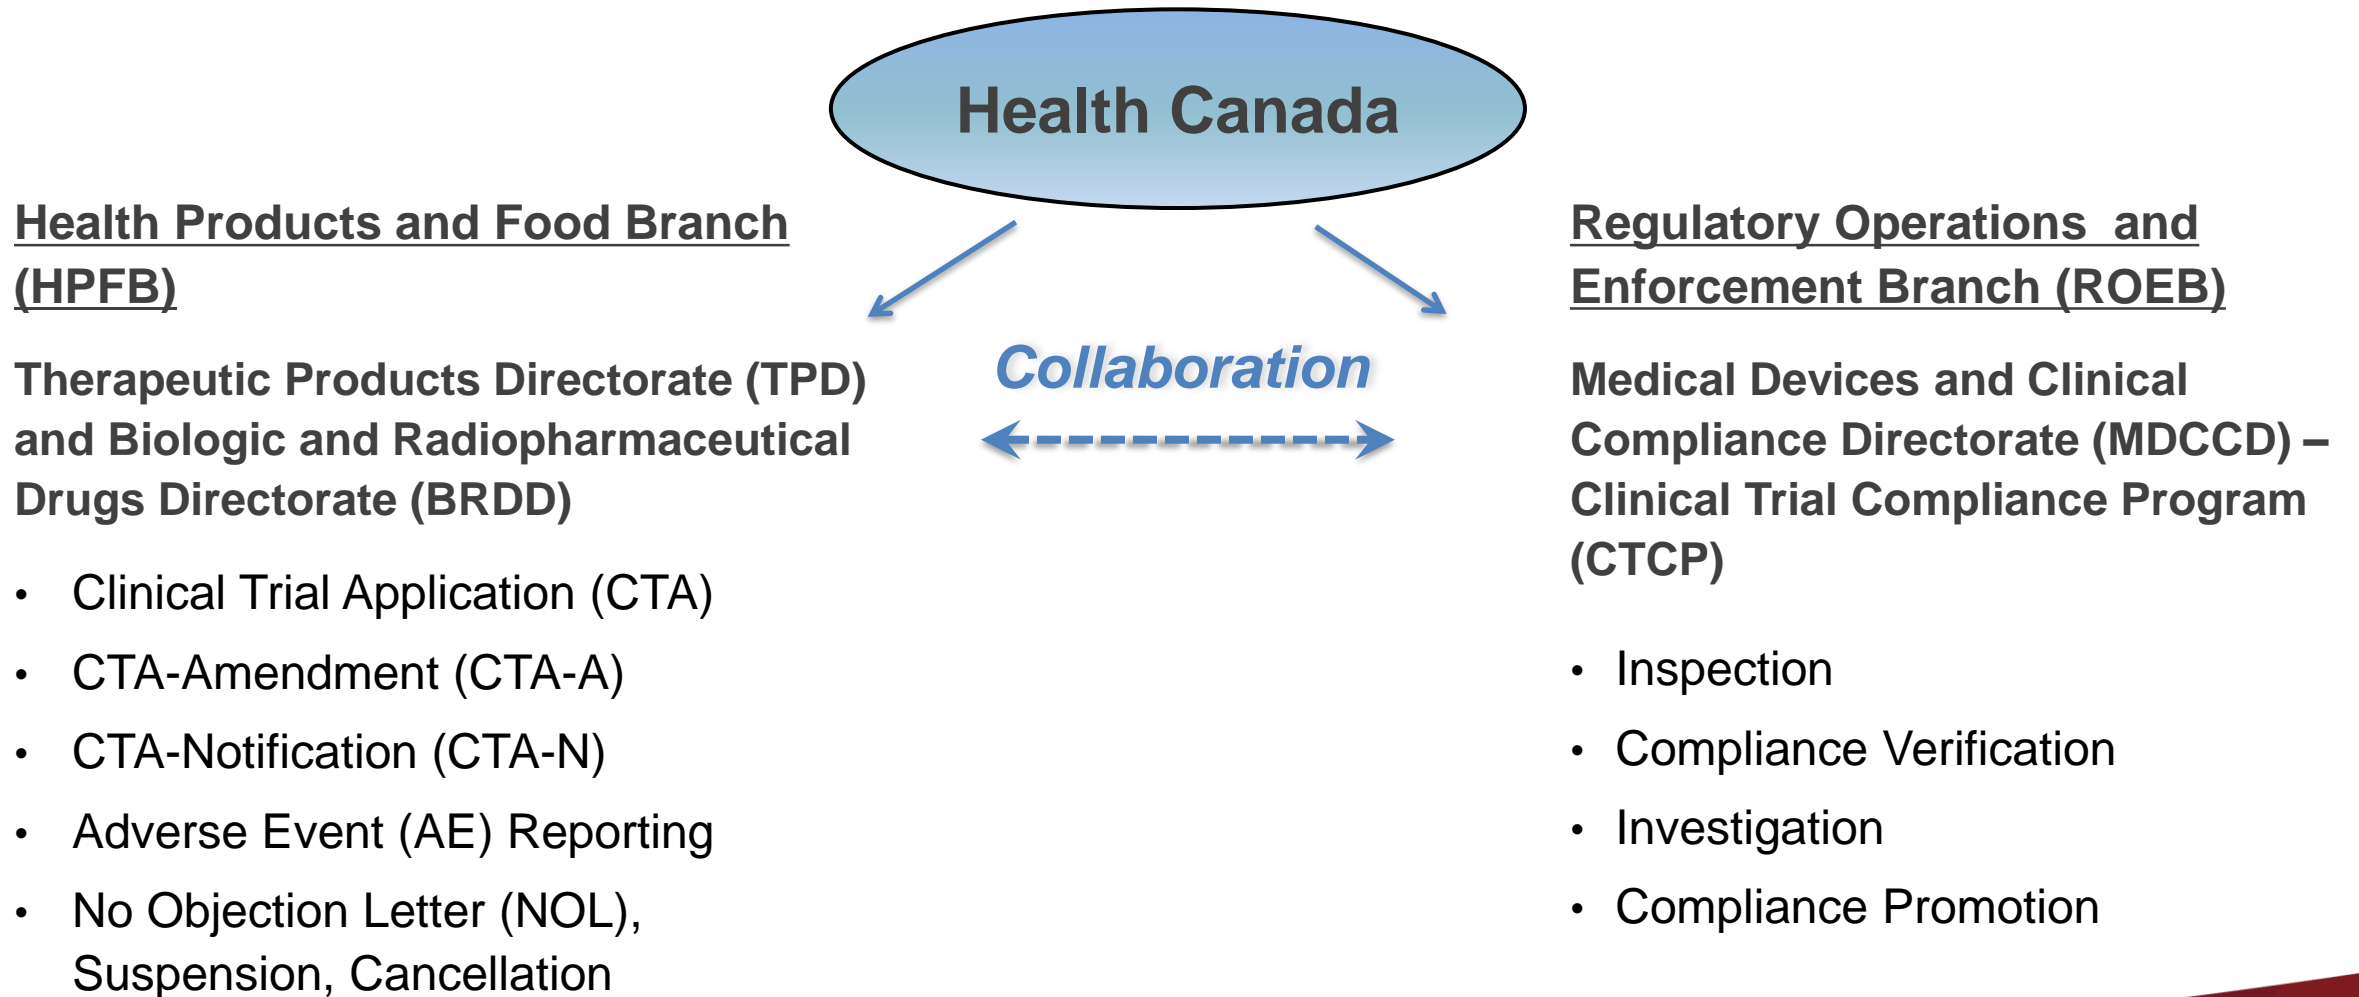 Health Canada
Health Products and Food Branch
(HPFB)
Therapeutic Products Directorate (TPD)
and Biologic and Radiopharmaceutical
Drugs Directorate (BRDD)
• Clinical Trial Application (CTA)
• CTA-Amendment (CTA-A)
• CTA-Notification (CTA-N)
• Adverse Event (AE) Reporting
• No Objection Letter (NOL),
Suspension, Cancellation
Collaboration
Regulatory Operations and
Enforcement Branch (ROEB)
Medical Devices and Clinical
Compliance Directorate (MDCCD) –
Clinical Trial Compliance Program
(CTCP)
• Inspection
• Compliance Verification
• Investigation
• Compliance Promotion